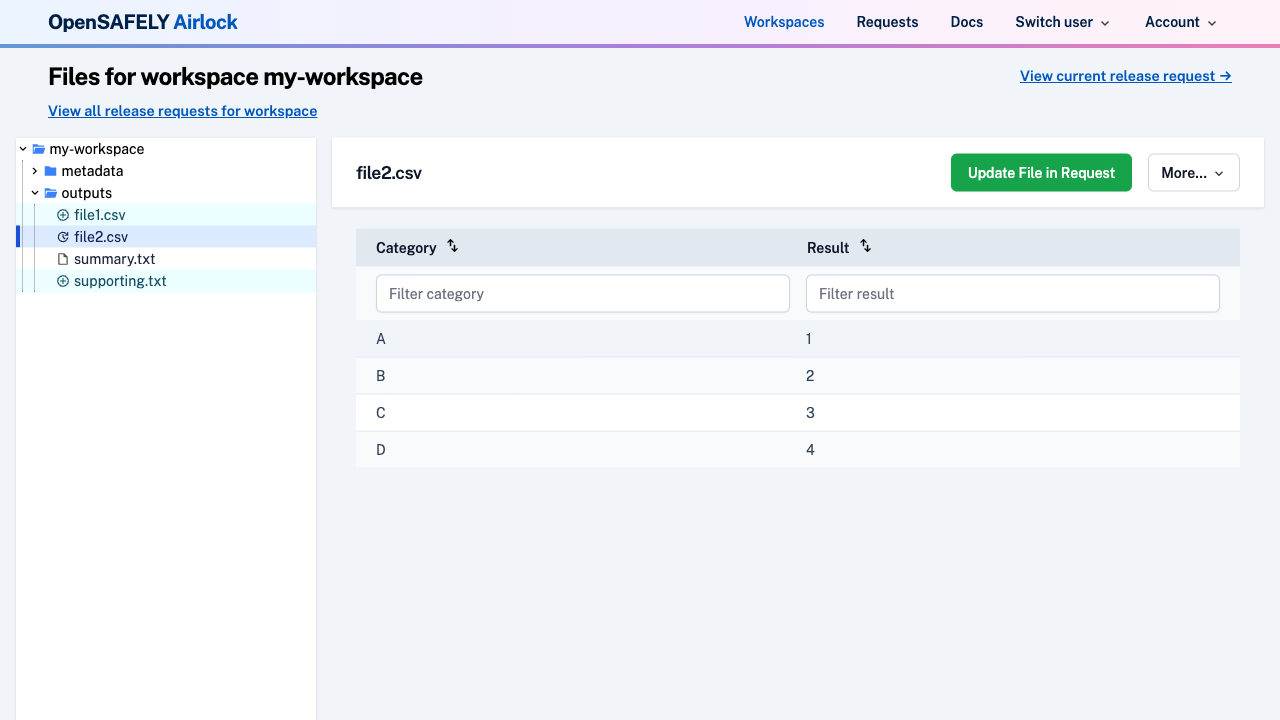 OpenSAFELY Airlock
Workspaces Requests Docs Switch user Account
Files for workspace my-workspace
View current release request →
View all release requests for workspace
my-workspace
metadata
outputs
file1.csv
file2.csv
summary.txt
supporting.txt
file2.csv
Update File in Request More...
Category Result
Filter category Filter result
A 1
B 2
C 3
D 4